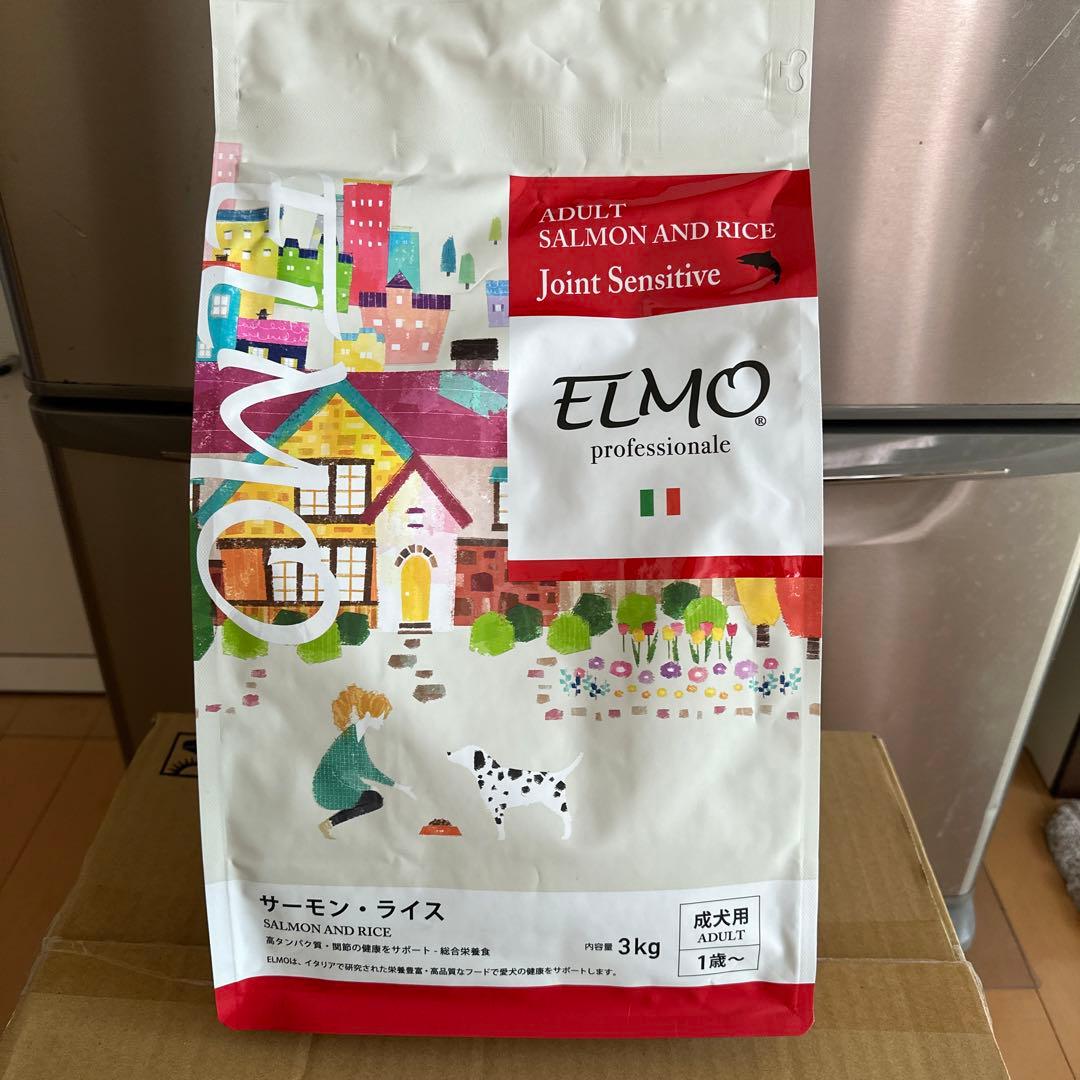 ELMO
ADULT
SALMON AND RICE
Joint Sensitive
ELMO®
professionale
サーモン・ライス
SALMON AND RICE
高タンパク質・関節の健康をサポート - 総合栄養食
ELMOは、イタリアで研究された栄養豊富・高品質なフードで愛犬の健康をサポートします。
内容量 3kg
成犬用
ADULT
1歳～